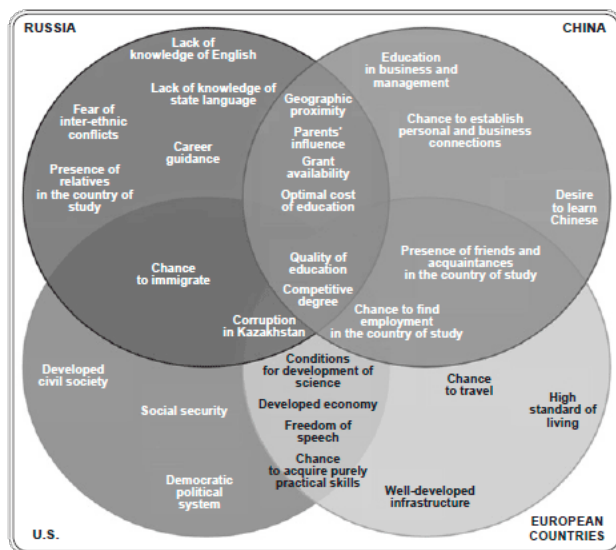 RUSSIA
CHINA
Lack of
knowledge of English
Lack of knowledge of
state language
Fear of
inter-ethnic
conflicts
Career
guidance
Presence of
relatives
in the country of
study
Geographic
proximity
Parents'
influence
Grant
availability
Optimal cost
of education
Education
in business and
management
Chance to establish
personal and business
connections
Desire
to learn
Chinese
Chance
to immigrate
Quality of
education
Competitive
degree
Presence of friends and
acquaintances
in the country of study
Corruption
in Kazakhstan
Chance to find
employment
in the country of study
Developed
civil society
Social security
Democratic
political
system
Conditions
for development of
science
Developed economy
Freedom of
speech
Chance
to acquire purely
practical skills
Chance
to travel
High
standard of
living
Well-developed
infrastructure
U.S.
EUROPEAN
COUNTRIES